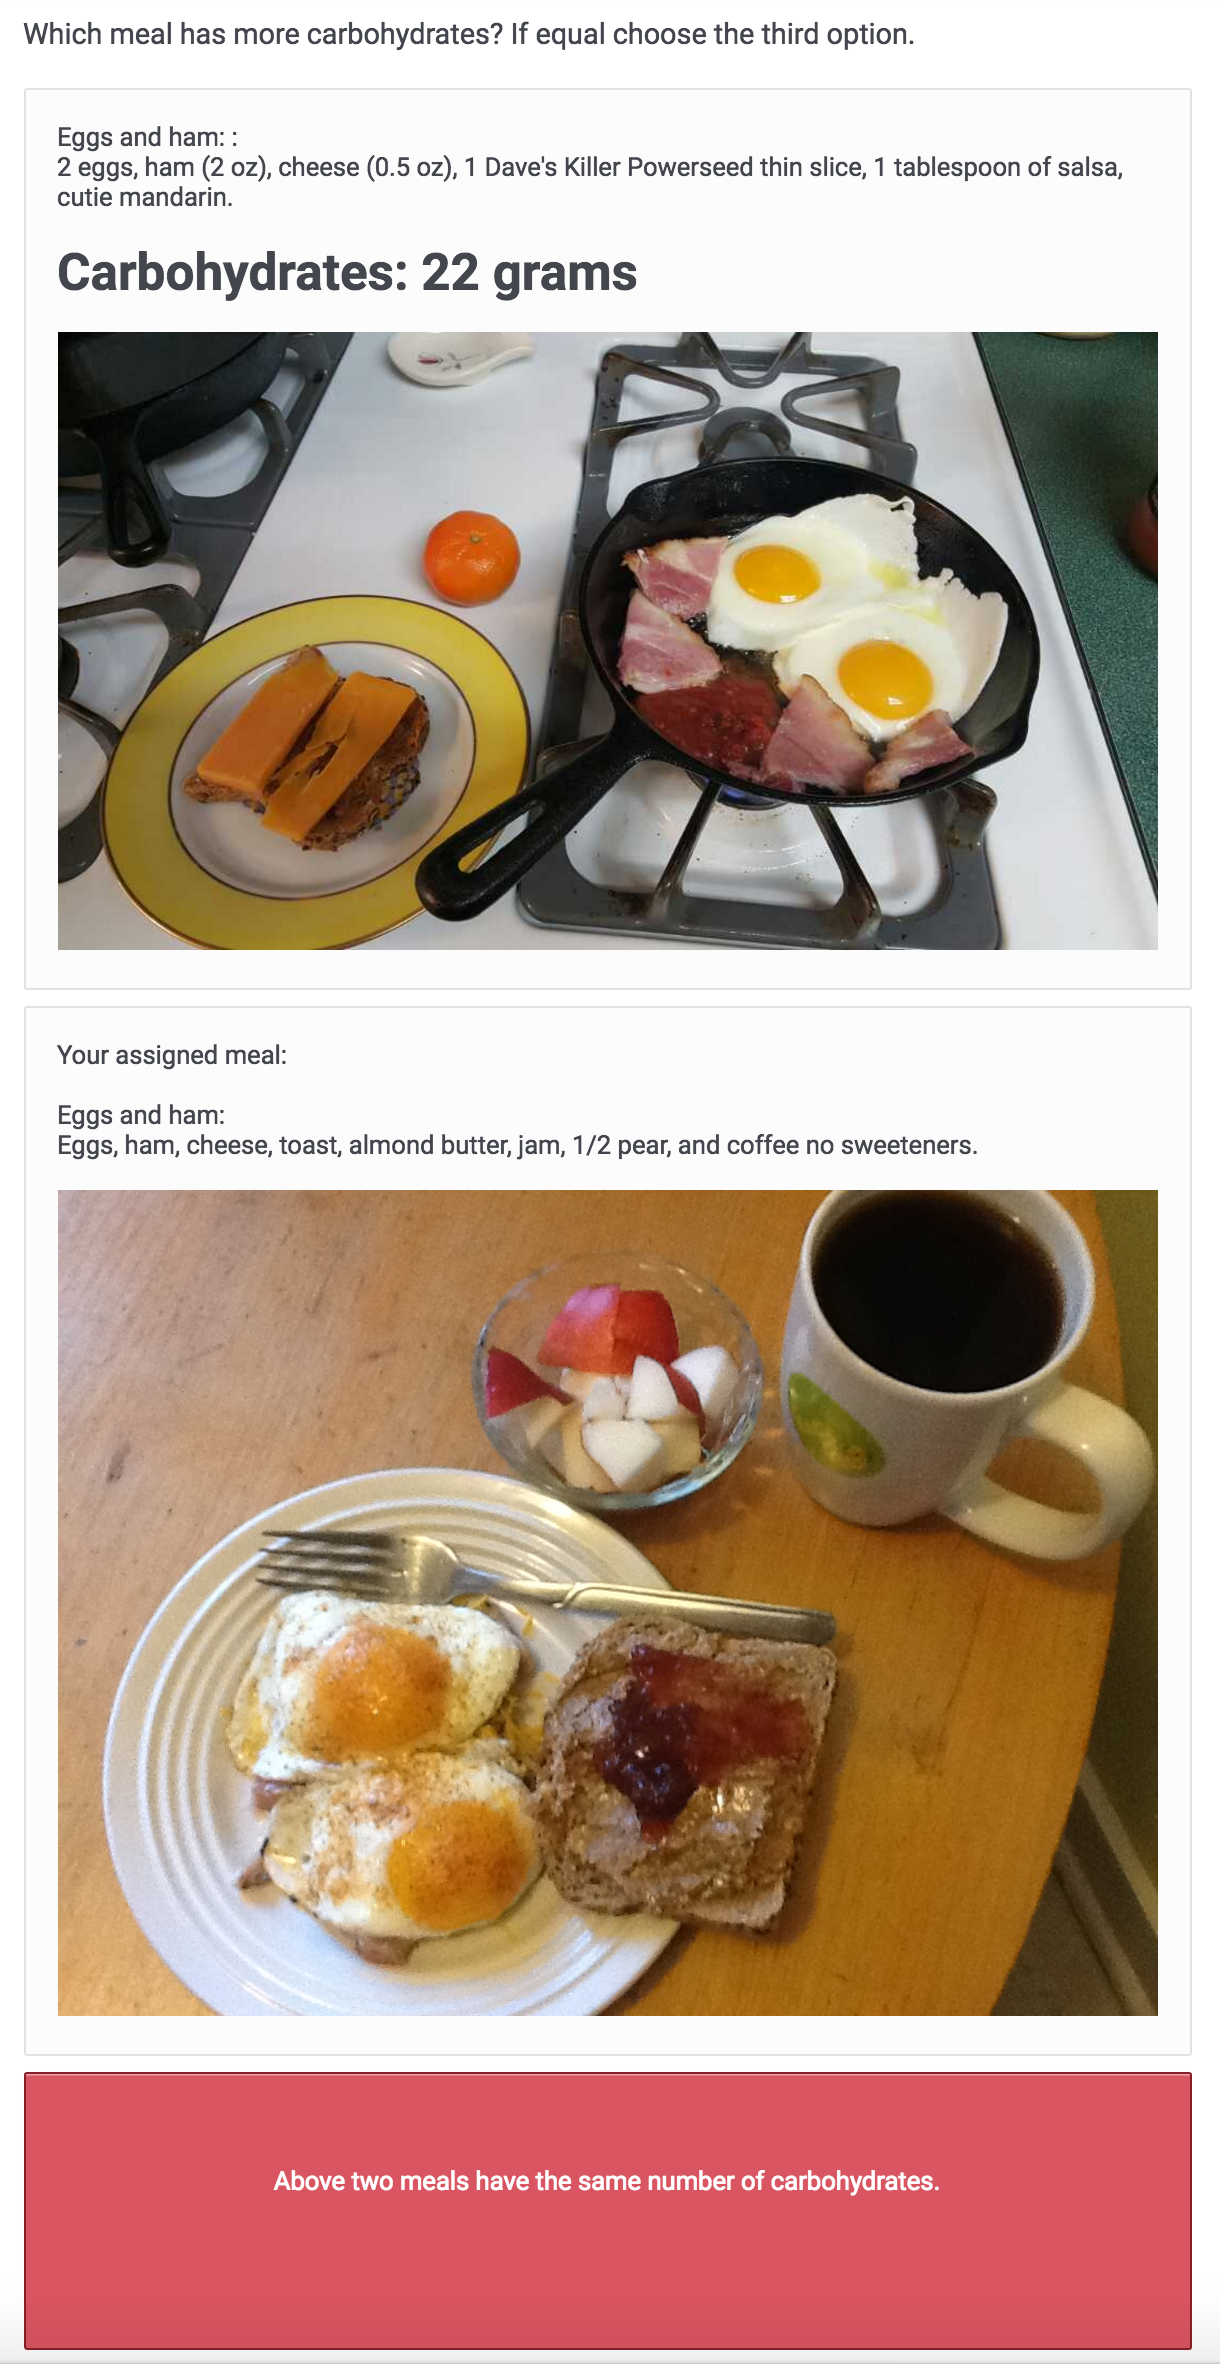 Which meal has more carbohydrates? If equal choose the third option.
Eggs and ham: :
2 eggs, ham (2 oz), cheese (0.5 oz), 1 Dave's Killer Powerseed thin slice, 1 tablespoon of salsa,
cutie mandarin.
Carbohydrates: 22 grams
Your assigned meal:
Eggs and ham:
Eggs, ham, cheese, toast, almond butter, jam, 1/2 pear, and coffee no sweeteners.
Above two meals have the same number of carbohydrates.